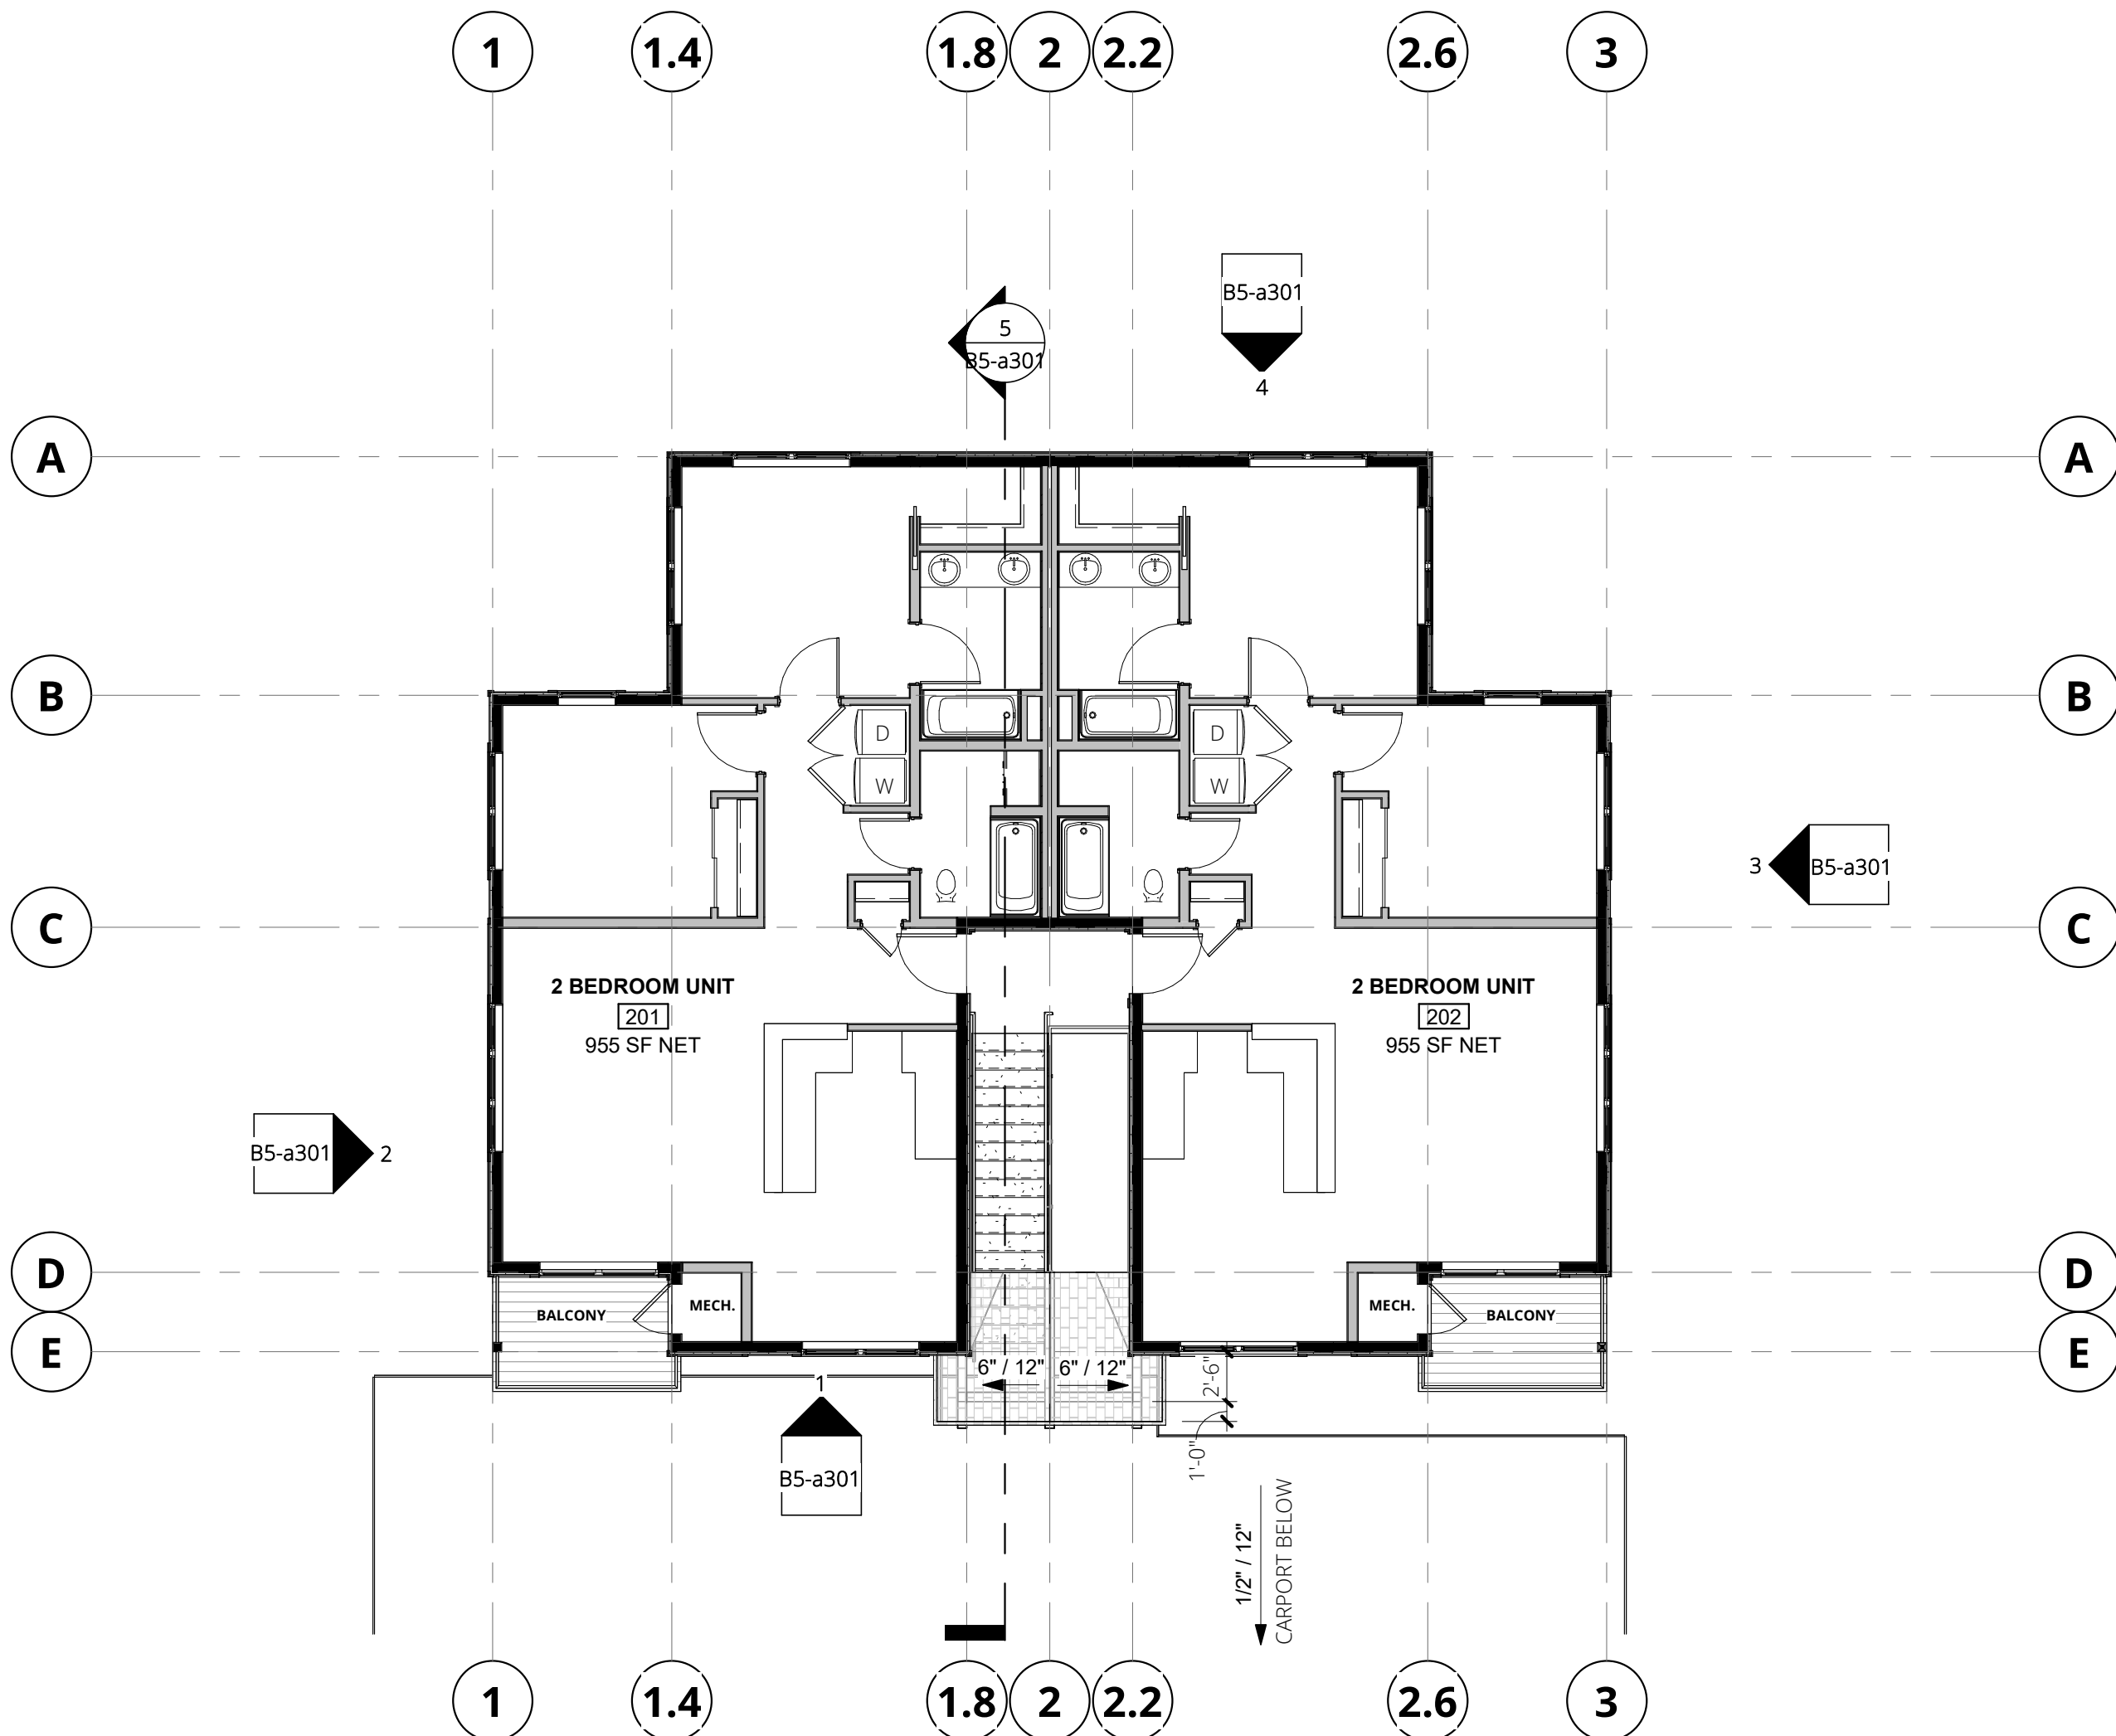 1 1.4 1.8 2 2.2 2.6 3
B5-a301
4
5
B5-a301
A A
B B
D D
W W
3 B5-a301
C C
2 BEDROOM UNIT 2 BEDROOM UNIT
201 202
955 SF NET 955 SF NET
B5-a301 2
D D
MECH. MECH.
BALCONY BALCONY
E E
6" / 12" 6" / 12"
2'-6"
1
1'-0"
B5-a301
1/2" / 12"
CARPORT BELOW
1 1.4 1.8 2 2.2 2.6 3